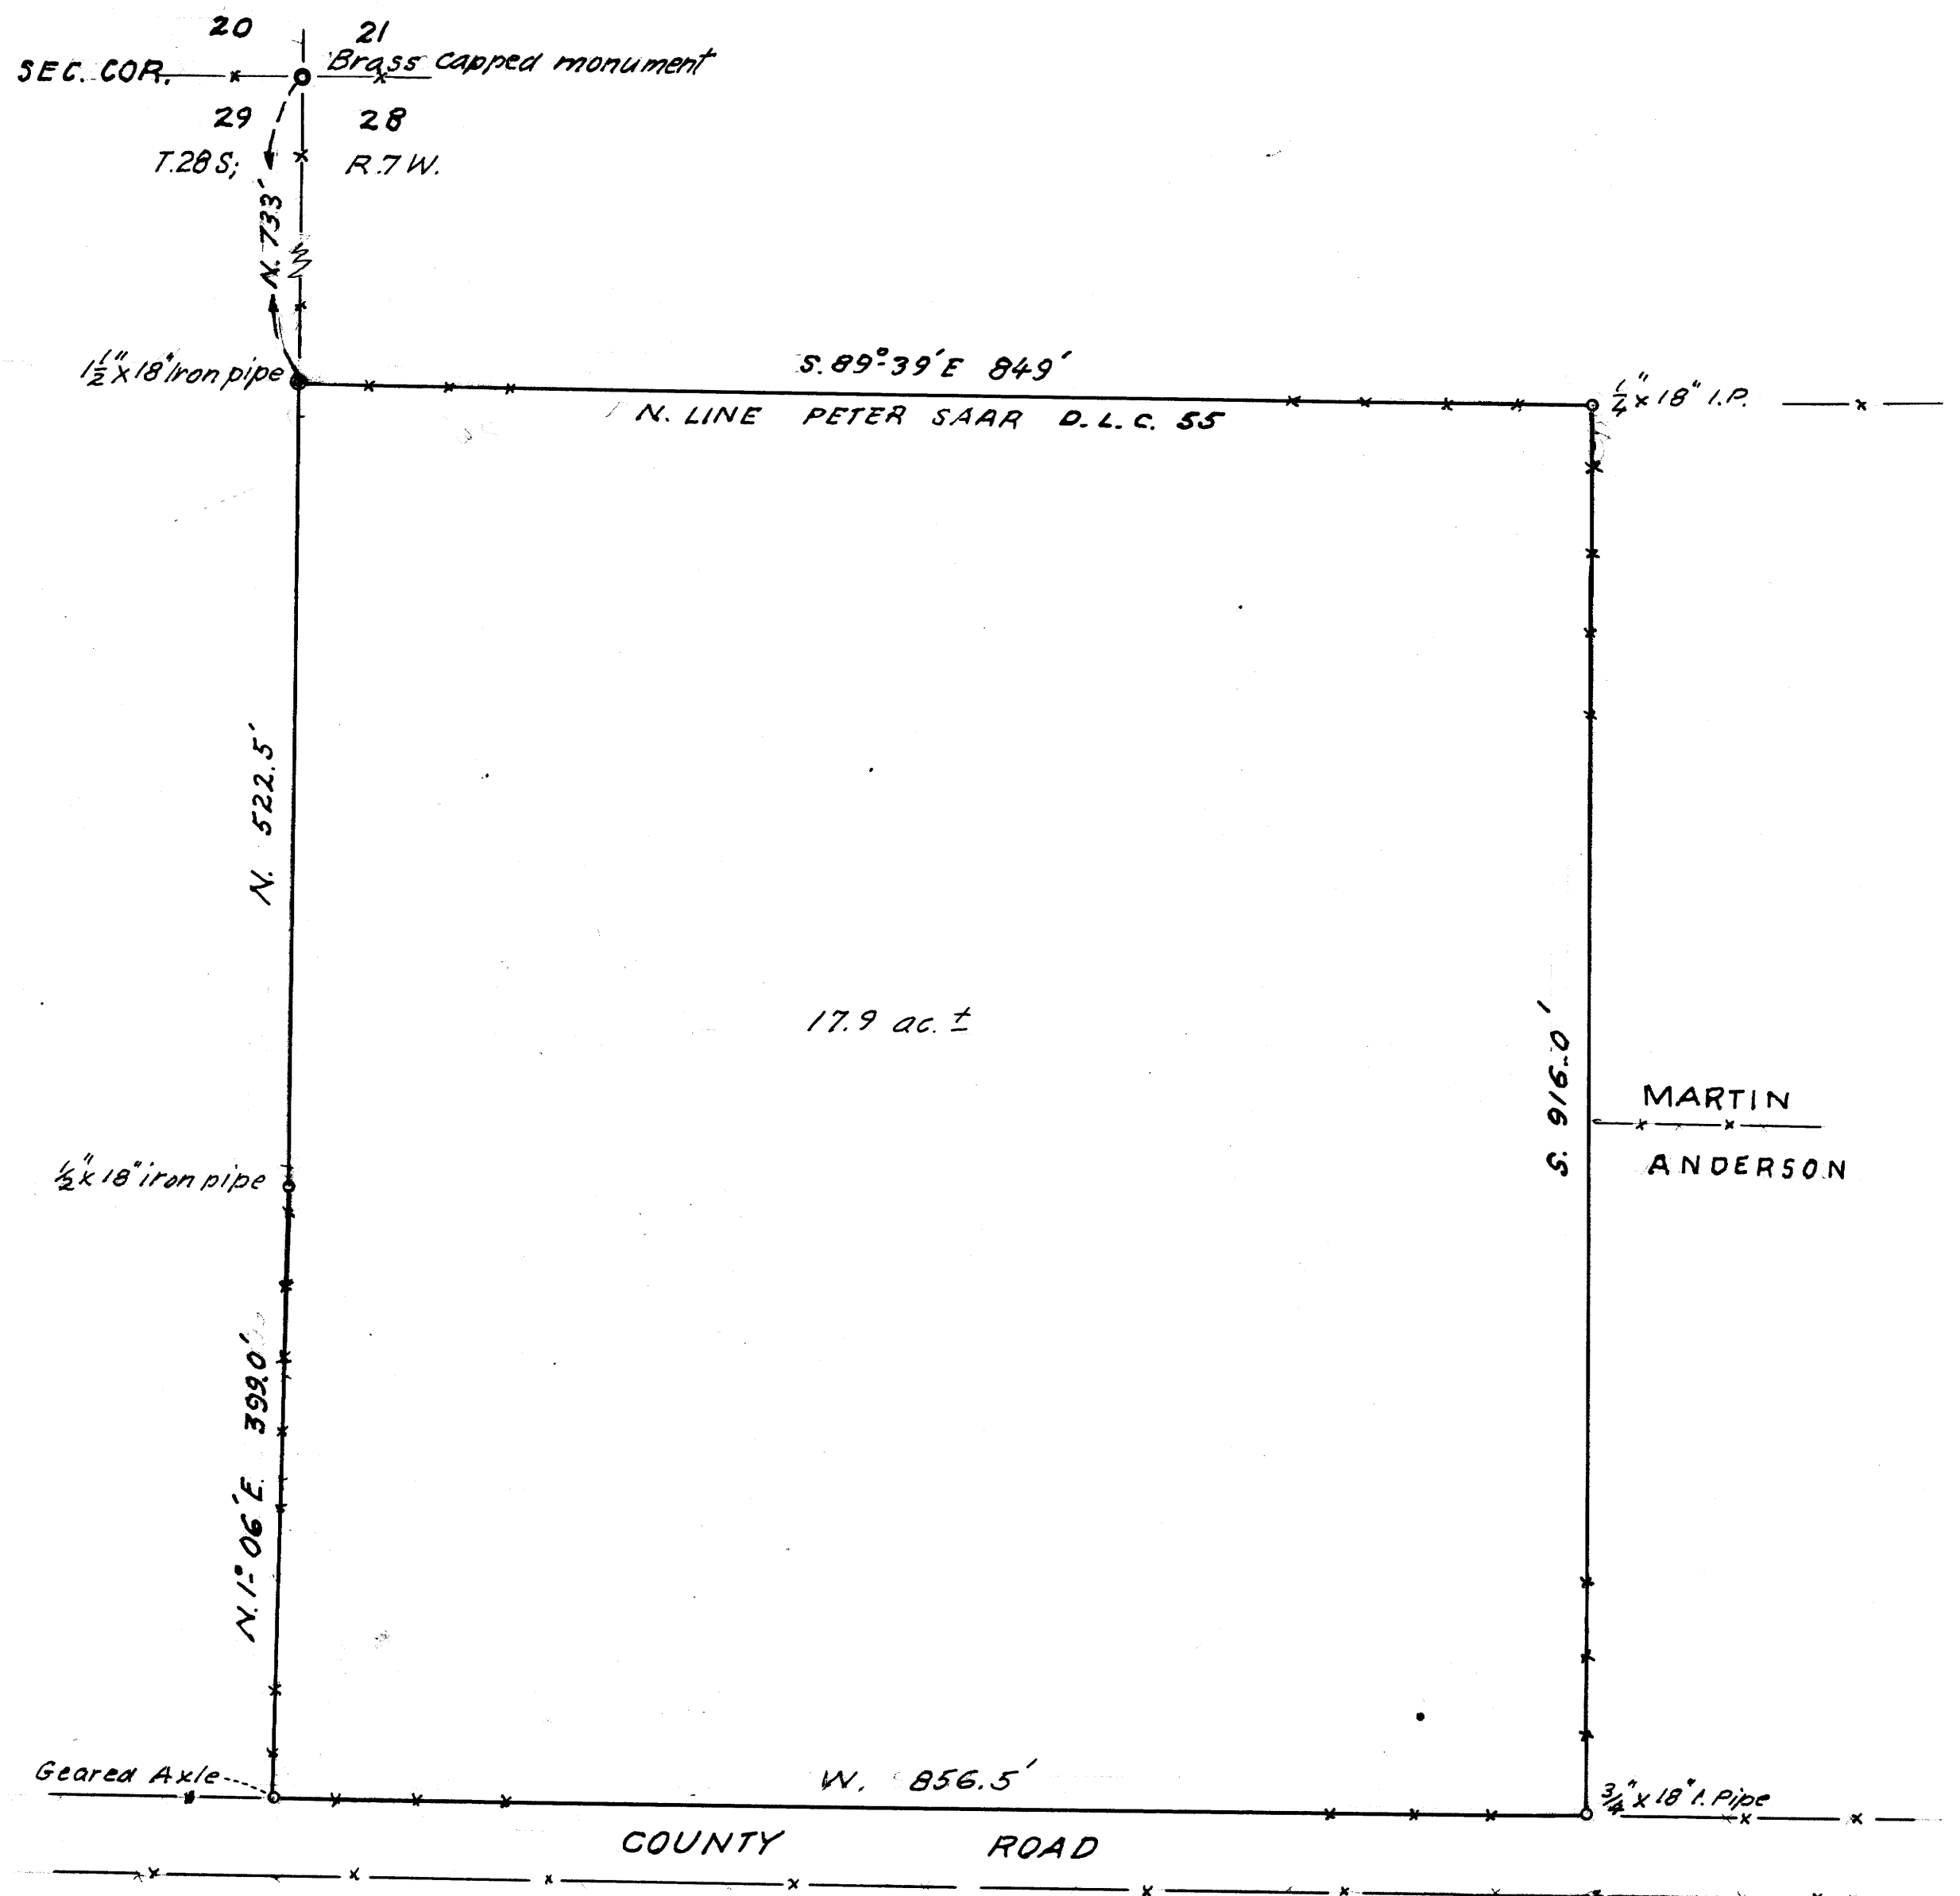 20 21
SEC. COR. Brass capped monument
29 28
T.28S; R.7W.
N. 733'
1½" x 18" Iron pipe
S. 89°-39' E 849'
N. LINE PETER SAAR D.L.C. 55
¼" x 18" I.P.
N. 522.5'
17.9 ac. ±
S. 916.0'
MARTIN
ANDERSON
½" x 18" iron pipe
N. 1°-06' E. 399.0'
Geared Axle
W. 856.5'
¾" x 18" I. Pipe
COUNTY ROAD